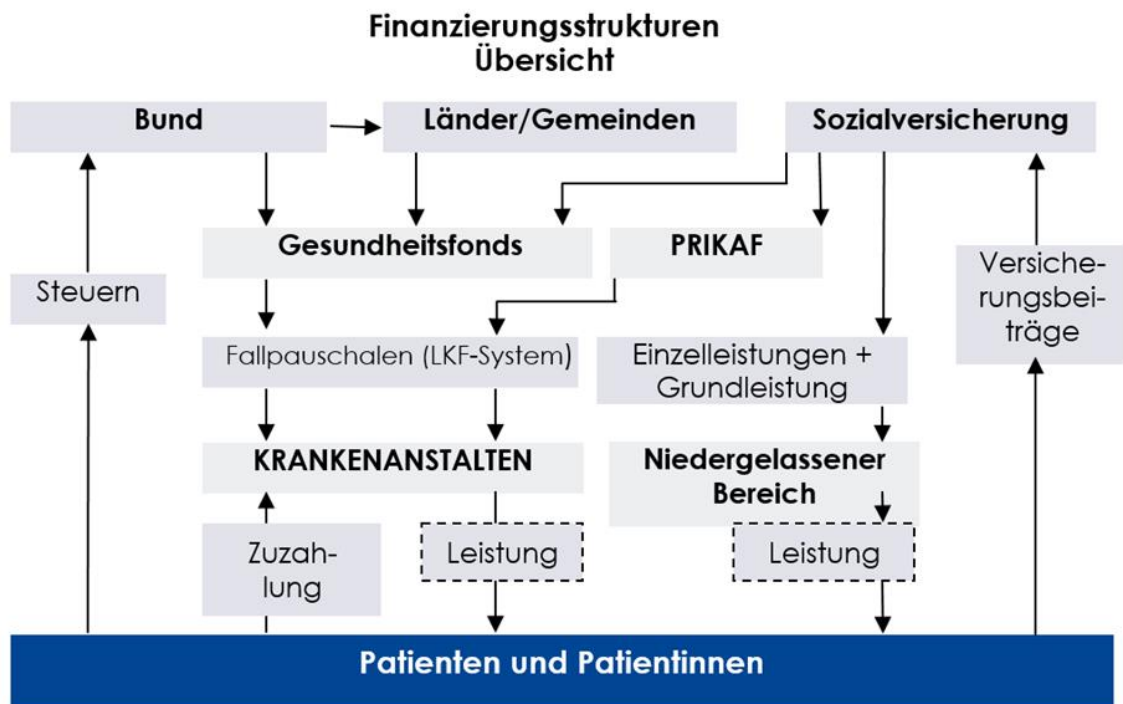 Finanzierungsstrukturen
Übersicht
Bund
Länder/Gemeinden
Sozialversicherung
Gesundheitsfonds
PRIKAF
Steuern
Versiche-
rungsbei-
träge
Fallpauschalen (LKF-System)
Einzelleistungen +
Grundleistung
KRANKENANSTALTEN
Niedergelassener
Bereich
Zuzah-
lung
Leistung
Leistung
Patienten und Patientinnen